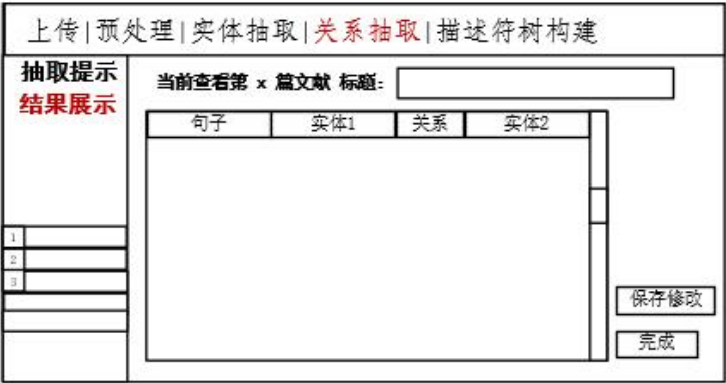 上传|预处理|实体抽取|关系抽取|描述符树构建
抽取提示
结果展示
当前查看第 x 篇文献 标题:
句子 实体1 关系 实体2
1
2
3
保存修改
完成